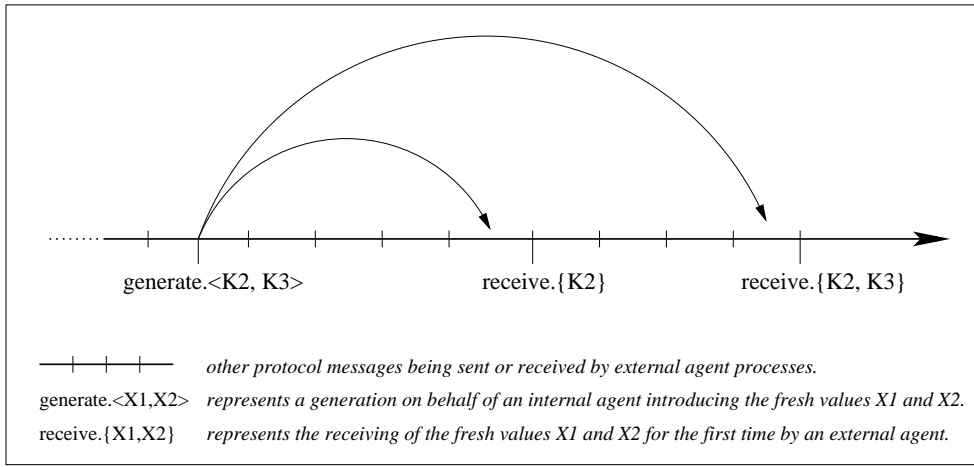 generate.<K2, K3> receive.{K2} receive.{K2, K3}
other protocol messages being sent or received by external agent processes.
generate.<X1,X2> represents a generation on behalf of an internal agent introducing the fresh values X1 and X2.
receive.{X1,X2} represents the receiving of the fresh values X1 and X2 for the first time by an external agent.